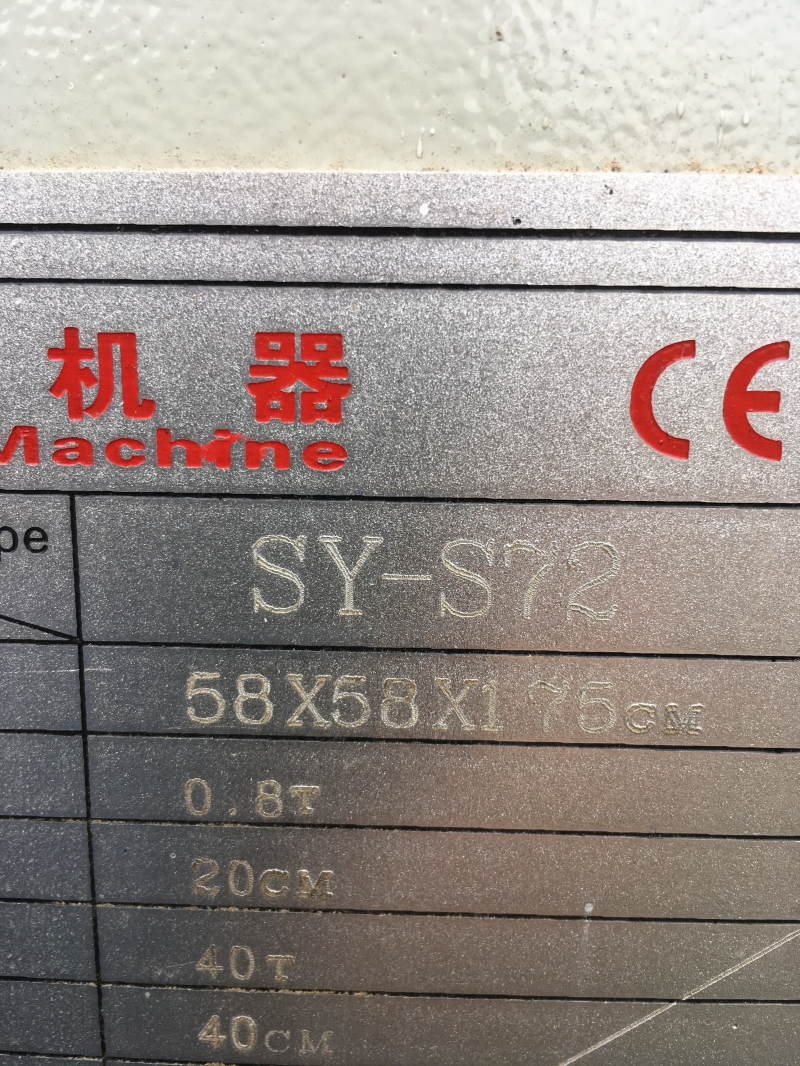 机器 CE
Machine
pe SY-S72
58X58X175CM
0.8T
20CM
40T
40CM